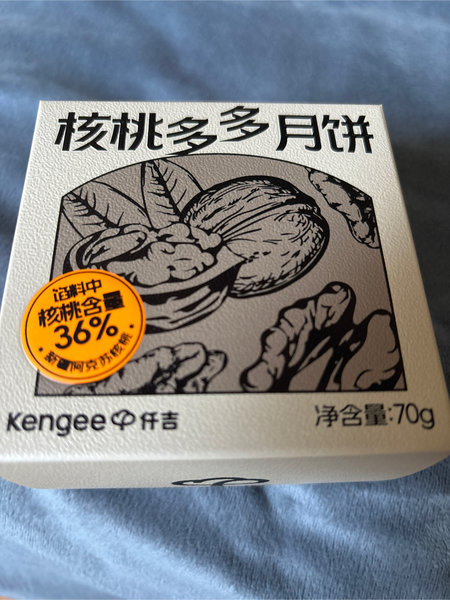 核桃多多月饼
馅料中
核桃含量
36%
新疆阿克苏核桃
Kengee 仟吉
净含量:70g